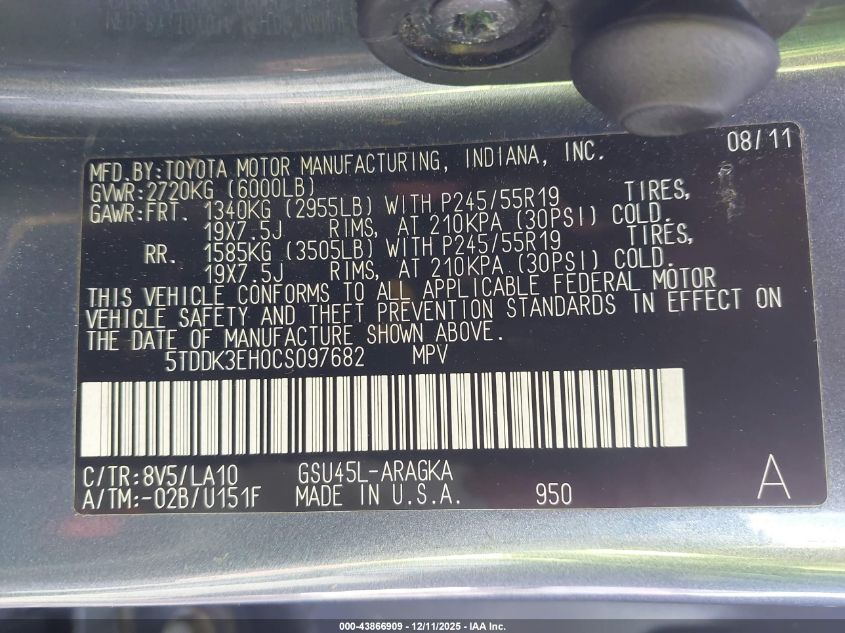 MFD.BY:TOYOTA MOTOR MANUFACTURING, INDIANA, INC. 08/11
GVWR:2720KG (6000LB)
GAWR:FRT. 1340KG (2955LB) WITH P245/55R19 TIRES,
19X7.5J RIMS, AT 210KPA (30PSI) COLD.
RR. 1585KG (3505LB) WITH P245/55R19 TIRES,
19X7.5J RIMS, AT 210KPA (30PSI) COLD.
THIS VEHICLE CONFORMS TO ALL APPLICABLE FEDERAL MOTOR
VEHICLE SAFETY AND THEFT PREVENTION STANDARDS IN EFFECT ON
THE DATE OF MANUFACTURE SHOWN ABOVE.
5TDDK3EH0CS097682 MPV
C/TR:8V5/LA10 GSU45L-ARAGKA
A/TM:-02B/U151F MADE IN U.S.A. 950 A
000-43866909 - 12/11/2025 - IAA Inc.